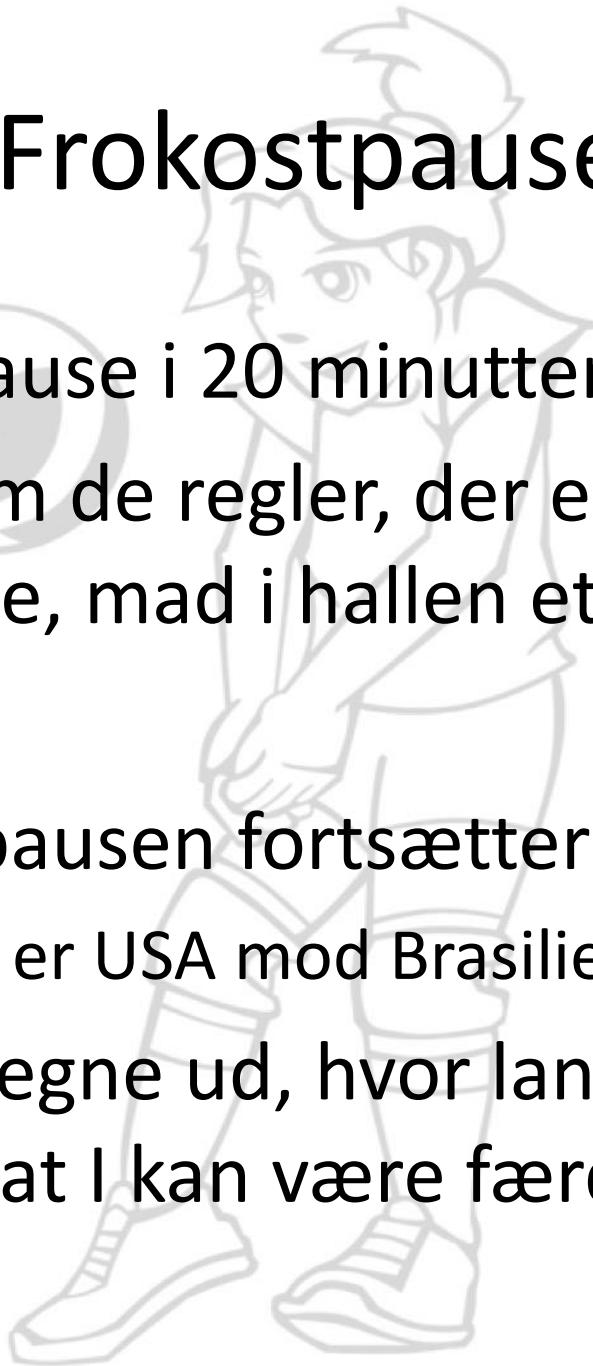 Frokostpause
ause i 20 minutter
m de regler, der e
e, mad i hallen et
pausen fortsætter
er USA mod Brasilie
egne ud, hvor lan
at I kan være fær